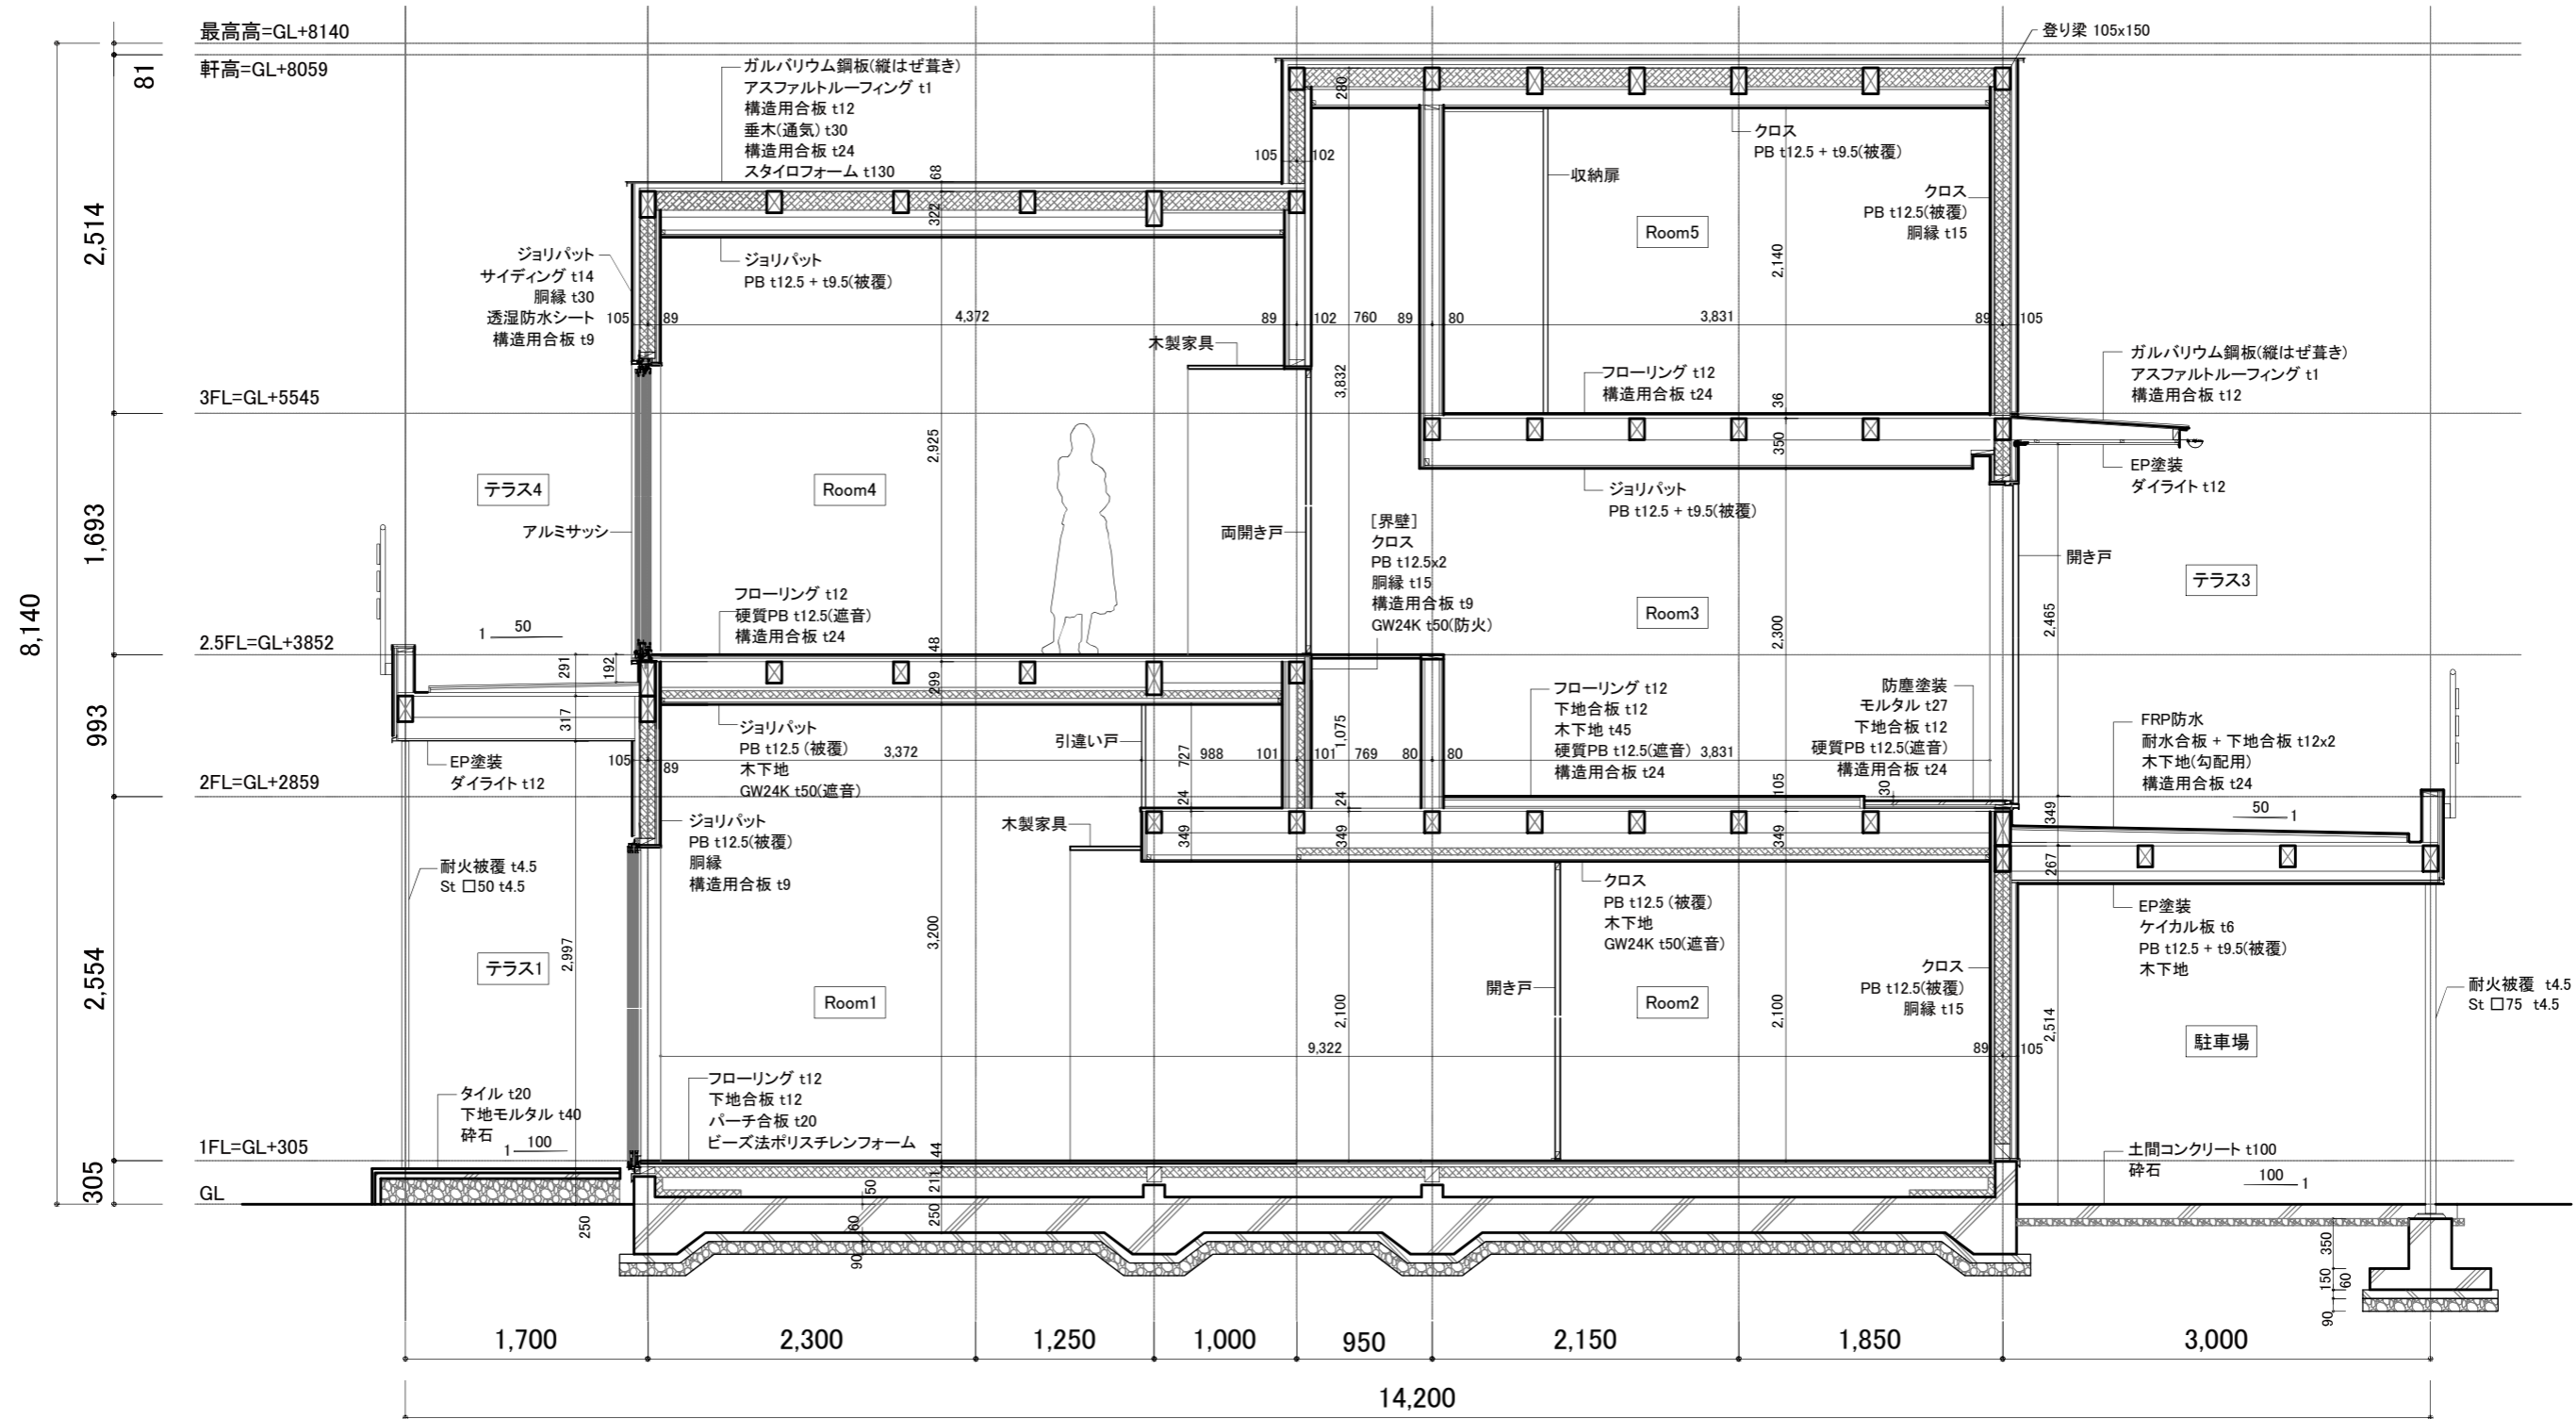 最高高=GL+8140
軒高=GL+8059
3FL=GL+5545
2.5FL=GL+3852
2FL=GL+2859
1FL=GL+305
GL
8,140
81
2,514
1,693
993
2,554
305
登り梁 105x150
ガルバリウム鋼板(縦はぜ葺き)
アスファルトルーフィング t1
構造用合板 t12
垂木(通気) t30
構造用合板 t24
スタイロフォーム t130
68
322
280
105
102
クロス
PB t12.5 + t9.5(被覆)
収納扉
クロス
PB t12.5(被覆)
胴縁 t15
Room5
2,140
ジョリパット
サイディング t14
胴縁 t30
透湿防水シート
構造用合板 t9
ジョリパット
PB t12.5 + t9.5(被覆)
105
89
4,372
89
102
760
89
80
3,831
89
105
木製家具
3,832
フローリング t12
構造用合板 t24
36
350
ガルバリウム鋼板(縦はぜ葺き)
アスファルトルーフィング t1
構造用合板 t12
EP塗装
ダイライト t12
2,925
テラス4
Room4
アルミサッシ
両開き戸
ジョリパット
PB t12.5 + t9.5(被覆)
[界壁]
クロス
PB t12.5x2
胴縁 t15
構造用合板 t9
GW24K t50(防火)
開き戸
テラス3
Room3
2,300
2,465
フローリング t12
硬質PB t12.5(遮音)
構造用合板 t24
1
50
291
192
48
299
317
EP塗装
ダイライト t12
105
89
ジョリパット
PB t12.5 (被覆)
木下地
GW24K t50(遮音)
3,372
引違い戸
727
988
101
101
1,075
769
80
80
フローリング t12
下地合板 t12
木下地 t45
硬質PB t12.5(遮音)
構造用合板 t24
3,831
防塵塗装
モルタル t27
下地合板 t12
硬質PB t12.5(遮音)
構造用合板 t24
105
30
FRP防水
耐水合板 + 下地合板 t12x2
木下地(勾配用)
構造用合板 t24
50
1
349
267
24
349
24
349
349
ジョリパット
PB t12.5(被覆)
胴縁
構造用合板 t9
木製家具
耐火被覆 t4.5
St □50 t4.5
クロス
PB t12.5 (被覆)
木下地
GW24K t50(遮音)
EP塗装
ケイカル板 t6
PB t12.5 + t9.5(被覆)
木下地
テラス1
2,997
3,200
Room1
2,100
開き戸
Room2
2,100
クロス
PB t12.5(被覆)
胴縁 t15
2,514
駐車場
耐火被覆 t4.5
St □75 t4.5
9,322
89
105
タイル t20
下地モルタル t40
砕石
1
100
フローリング t12
下地合板 t12
パーチ合板 t20
ビーズ法ポリスチレンフォーム
44
211
250
50
60
90
250
土間コンクリート t100
砕石
100
1
350
150
60
90
1,700
2,300
1,250
1,000
950
2,150
1,850
3,000
14,200